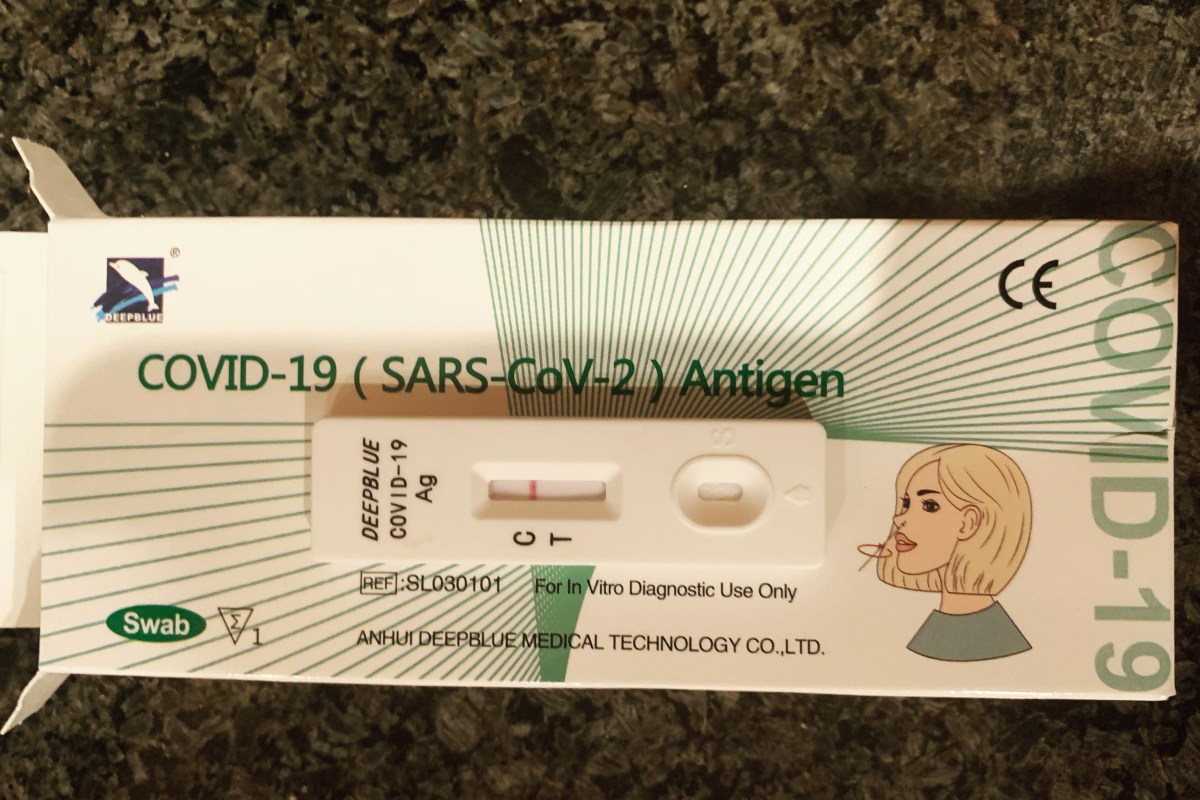 ®
DEEPBLUE
CE
COVID-19
COVID-19 ( SARS-CoV-2 ) Antigen
DEEPBLUE
COVID-19
Ag
C
T
S
REF:SL030101 For In Vitro Diagnostic Use Only
Swab
Σ 1
ANHUI DEEPBLUE MEDICAL TECHNOLOGY CO.,LTD.